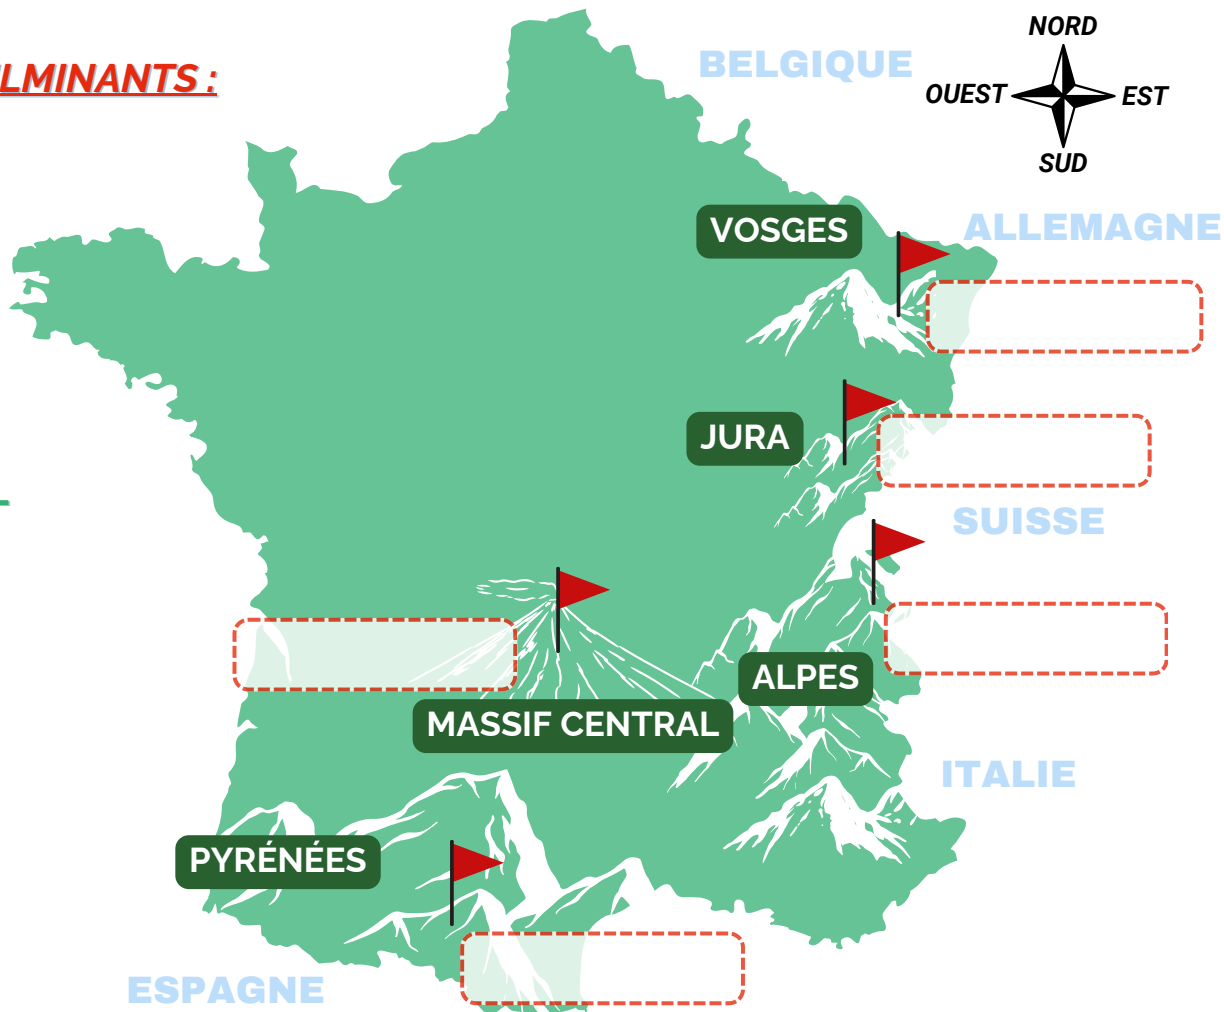 LMINANTS :
NORD
BELGIQUE
OUEST
EST
SUD
VOSGES
ALLEMAGNE
JURA
SUISSE
ALPES
MASSIF CENTRAL
ITALIE
PYRÉNÉES
ESPAGNE